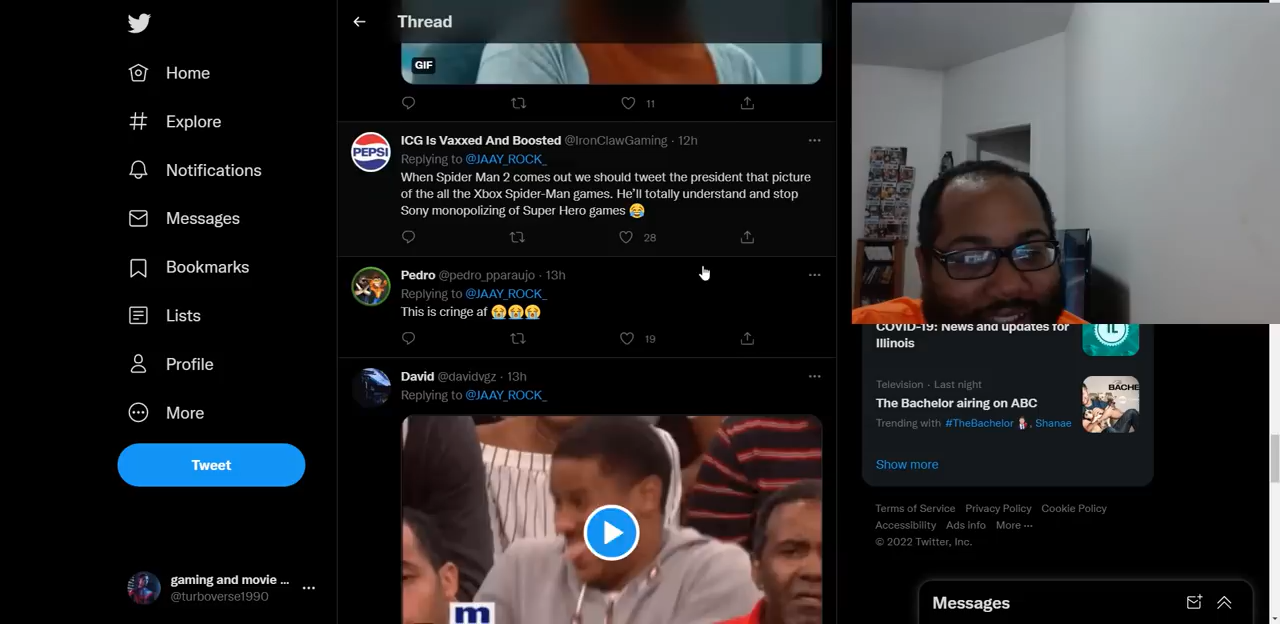 Thread
Home
Explore
Notifications
Messages
Bookmarks
Lists
Profile
More
Tweet
gaming and movie ...
@turboverse1990
GIF
11
PEPSI
ICG Is Vaxxed And Boosted @IronClawGaming · 12h
Replying to @JAAY_ROCK_
When Spider Man 2 comes out we should tweet the president that picture
of the all the Xbox Spider-Man games. He'll totally understand and stop
Sony monopolizing of Super Hero games 😂
28
Pedro @pedro_pparaujo · 13h
Replying to @JAAY_ROCK_
This is cringe af 😭😭😭
19
David @davidvgz · 13h
Replying to @JAAY_ROCK_
m
COVID-19: News and updates for
Illinois
IL
Television · Last night
The Bachelor airing on ABC
Trending with #TheBachelor, Shanae
BACHE
Show more
Terms of Service Privacy Policy Cookie Policy
Accessibility Ads info More ···
© 2022 Twitter, Inc.
Messages